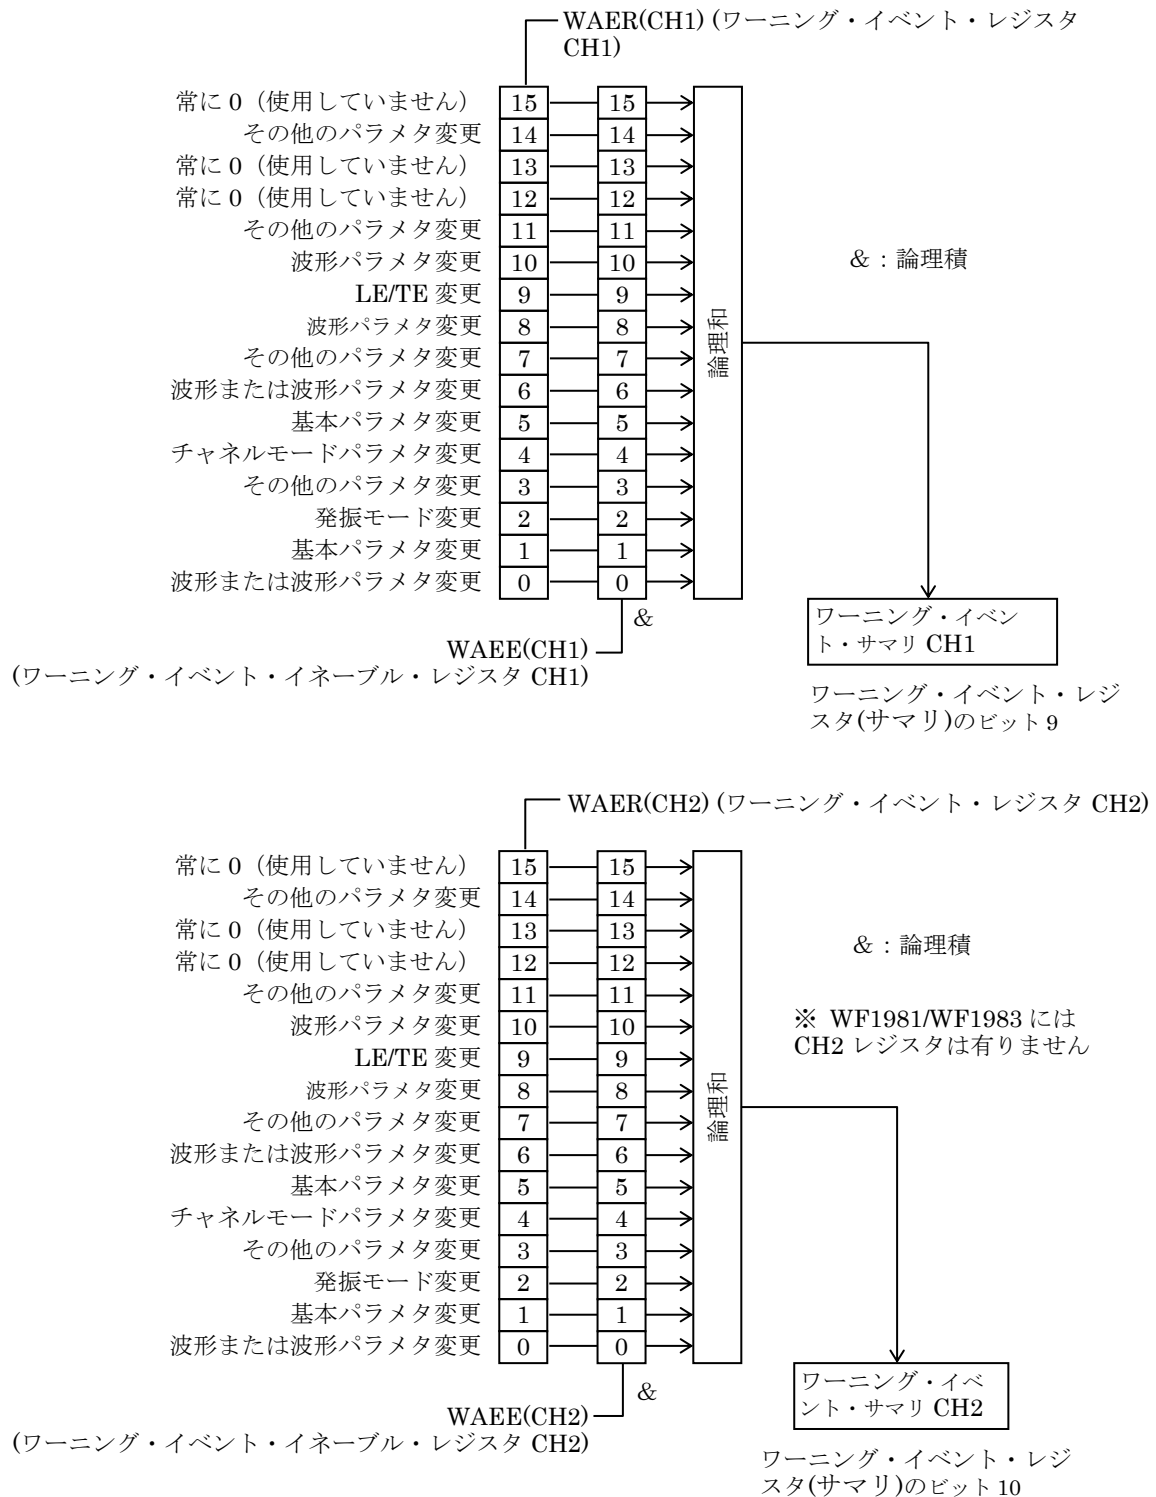 WAER(CH1) (ワーニング・イベント・レジスタ
CH1)
常に 0（使用していません） 15 15
その他のパラメタ変更 14 14
常に 0（使用していません） 13 13
常に 0（使用していません） 12 12
その他のパラメタ変更 11 11
波形パラメタ変更 10 10
&：論理積
LE/TE 変更 9 9
波形パラメタ変更 8 8
論理和
その他のパラメタ変更 7 7
波形または波形パラメタ変更 6 6
基本パラメタ変更 5 5
チャネルモードパラメタ変更 4 4
その他のパラメタ変更 3 3
発振モード変更 2 2
基本パラメタ変更 1 1
波形または波形パラメタ変更 0 0
&
WAEE(CH1)
(ワーニング・イベント・イネーブル・レジスタ CH1)
ワーニング・イベン
ト・サマリ CH1
ワーニング・イベント・レジ
スタ(サマリ)のビット 9
WAER(CH2) (ワーニング・イベント・レジスタ CH2)
常に 0（使用していません） 15 15
その他のパラメタ変更 14 14
常に 0（使用していません） 13 13
常に 0（使用していません） 12 12
&：論理積
その他のパラメタ変更 11 11
波形パラメタ変更 10 10
※ WF1981/WF1983 には
CH2 レジスタは有りません
LE/TE 変更 9 9
波形パラメタ変更 8 8
論理和
その他のパラメタ変更 7 7
波形または波形パラメタ変更 6 6
基本パラメタ変更 5 5
チャネルモードパラメタ変更 4 4
その他のパラメタ変更 3 3
発振モード変更 2 2
基本パラメタ変更 1 1
波形または波形パラメタ変更 0 0
&
WAEE(CH2)
(ワーニング・イベント・イネーブル・レジスタ CH2)
ワーニング・イベ
ント・サマリ CH2
ワーニング・イベント・レジ
スタ(サマリ)のビット 10